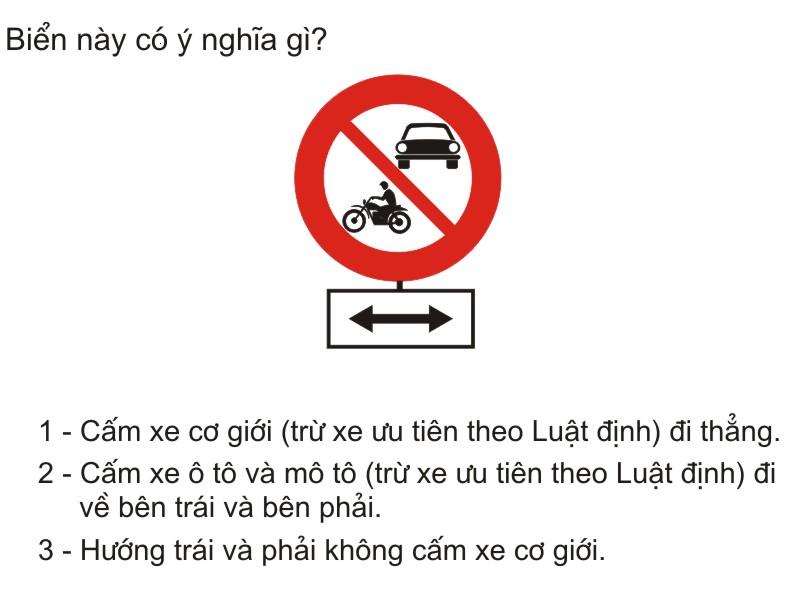 Biển này có ý nghĩa gì?
1 - Cấm xe cơ giới (trừ xe ưu tiên theo Luật định) đi thẳng.
2 - Cấm xe ô tô và mô tô (trừ xe ưu tiên theo Luật định) đi
về bên trái và bên phải.
3 - Hướng trái và phải không cấm xe cơ giới.